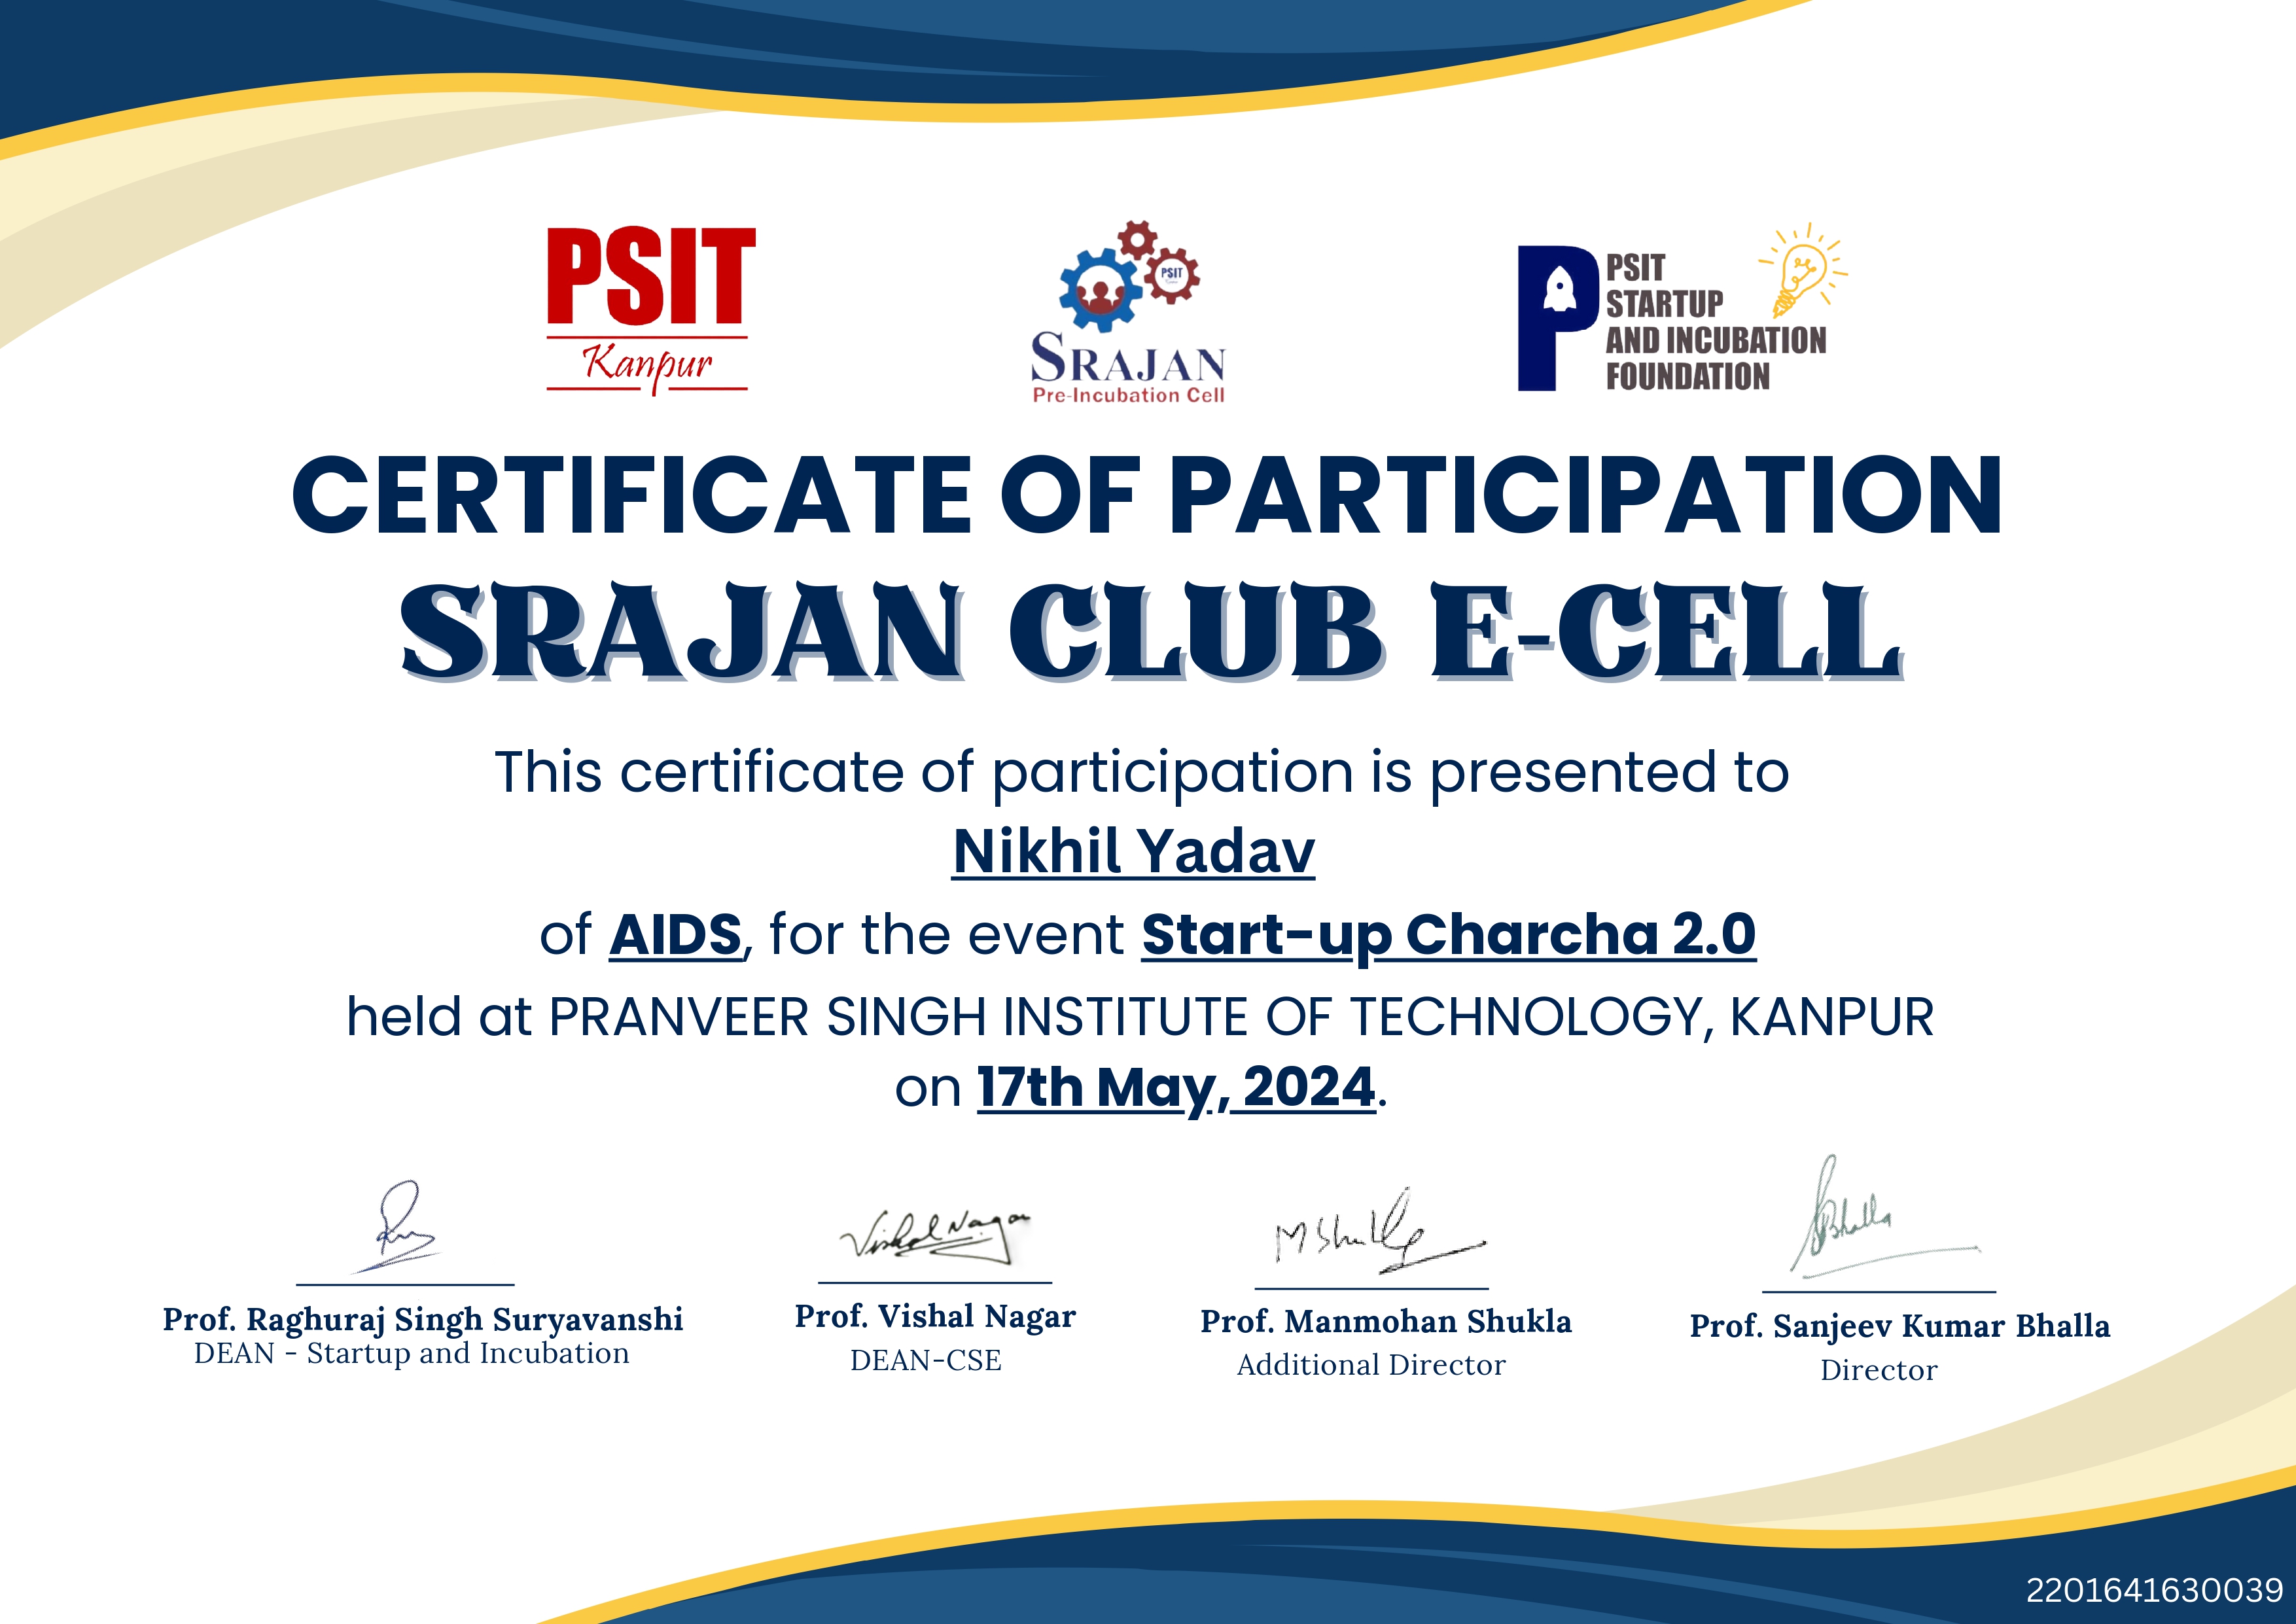 PSIT
Kanpur
PSIT
SRAJAN
Pre-Incubation Cell
PSIT
STARTUP
AND INCUBATION
FOUNDATION
CERTIFICATE OF PARTICIPATION
SRAJAN CLUB E-CELL
This certificate of participation is presented to
Nikhil Yadav
of AIDS, for the event Start-up Charcha 2.0
held at PRANVEER SINGH INSTITUTE OF TECHNOLOGY, KANPUR
on 17th May, 2024.
Vishal Nagar
M Shukla
SBhalla
Prof. Raghuraj Singh Suryavanshi
DEAN - Startup and Incubation
Prof. Vishal Nagar
DEAN-CSE
Prof. Manmohan Shukla
Additional Director
Prof. Sanjeev Kumar Bhalla
Director
2201641630039